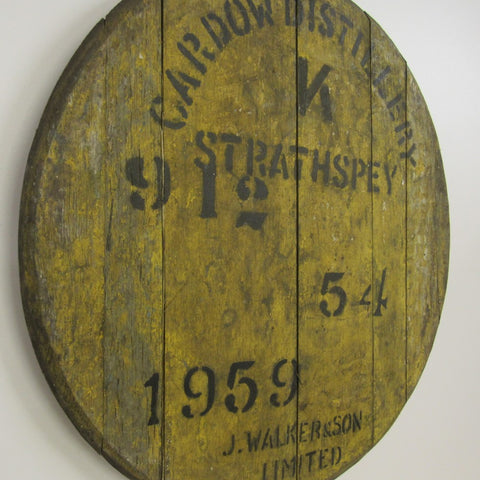 CARDOW DISTILLERY
K
STRATHSPEY
912
54
1959
J. WALKER & SON
LIMITED